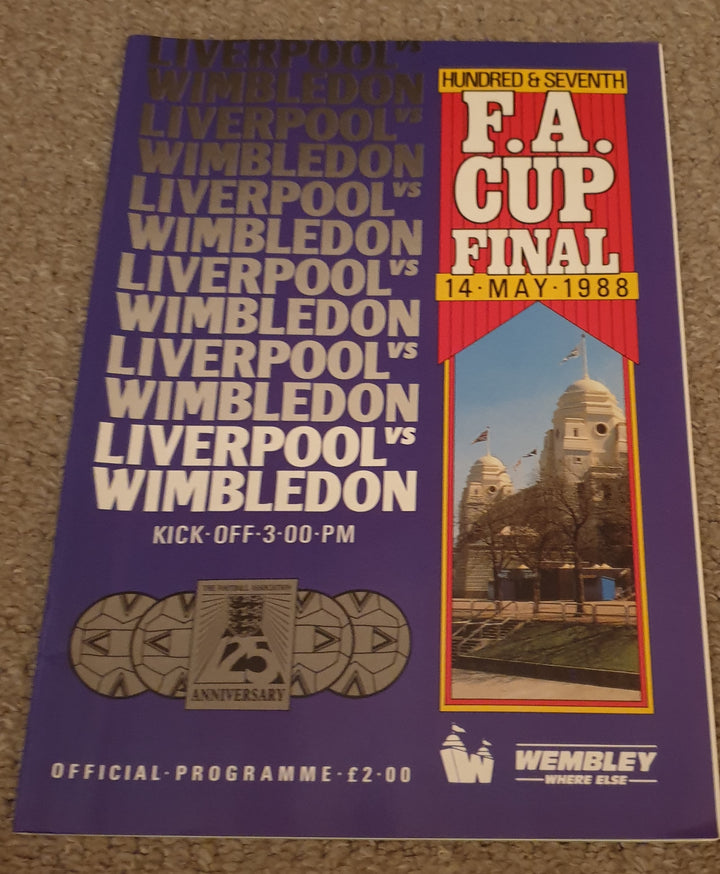 LIVERPOOL vs
WIMBLEDON
LIVERPOOL vs
WIMBLEDON
LIVERPOOL vs
WIMBLEDON
LIVERPOOL vs
WIMBLEDON
LIVERPOOL vs
WIMBLEDON
LIVERPOOL vs
WIMBLEDON
KICK·OFF·3·00·PM
HUNDRED & SEVENTH
F.A.
CUP
FINAL
14·MAY·1988
THE FOOTBALL ASSOCIATION
125
ANNIVERSARY
OFFICIAL·PROGRAMME·£2·00
W
WEMBLEY
WHERE ELSE